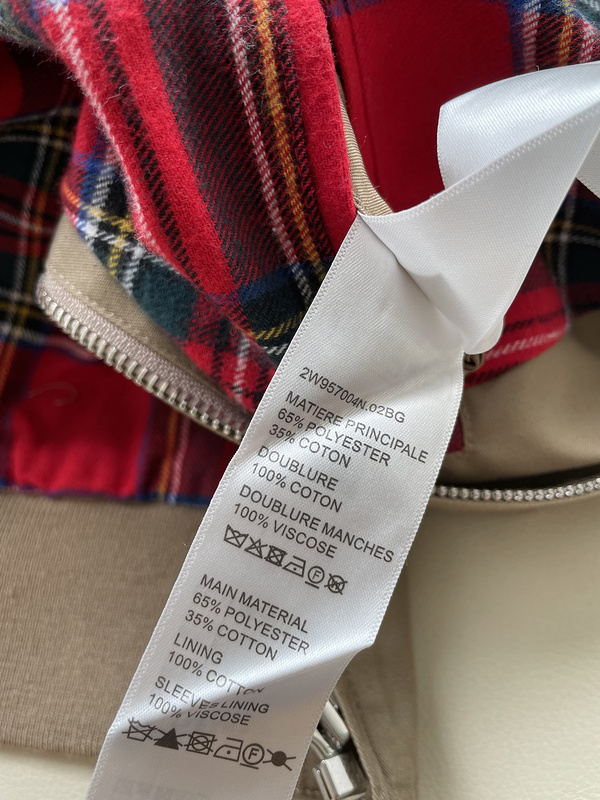 2W957004N.02BG
MATIERE PRINCIPALE
65% POLYESTER
35% COTON
DOUBLURE
100% COTON
DOUBLURE MANCHES
100% VISCOSE
F
MAIN MATERIAL
65% POLYESTER
35% COTTON
LINING
100% COTTON
SLEEVES LINING
100% VISCOSE
F